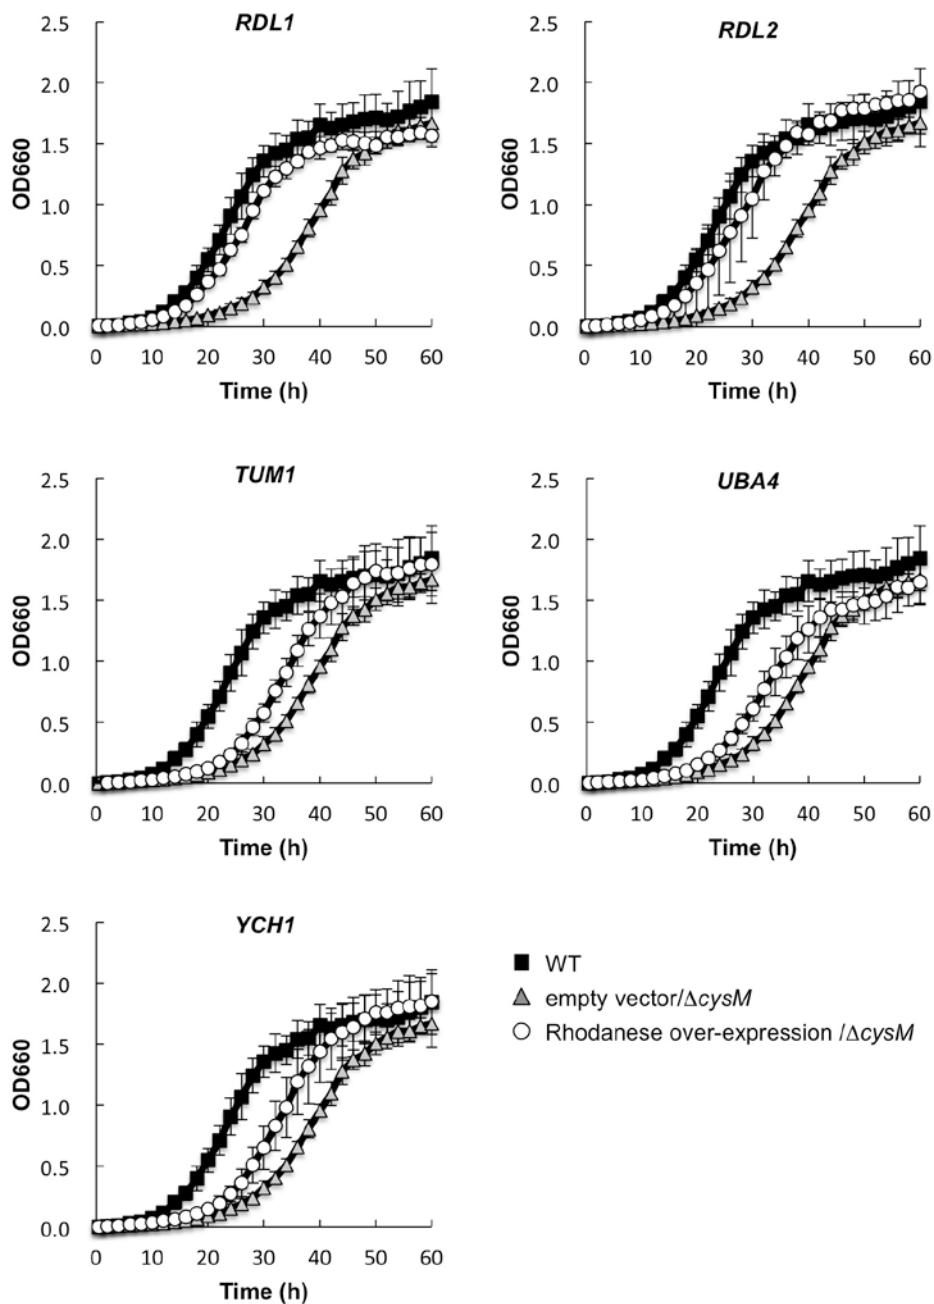 RDL1
2.5
2.0
1.5
1.0
0.5
0.0
OD660
0 10 20 30 40 50 60
Time (h)
RDL2
2.5
2.0
1.5
1.0
0.5
0.0
OD660
0 10 20 30 40 50 60
Time (h)
TUM1
2.5
2.0
1.5
1.0
0.5
0.0
OD660
0 10 20 30 40 50 60
Time (h)
UBA4
2.5
2.0
1.5
1.0
0.5
0.0
OD660
0 10 20 30 40 50 60
Time (h)
YCH1
2.5
2.0
1.5
1.0
0.5
0.0
OD660
0 10 20 30 40 50 60
Time (h)
WT
empty vector/ΔcysM
Rhodanese over-expression /ΔcysM